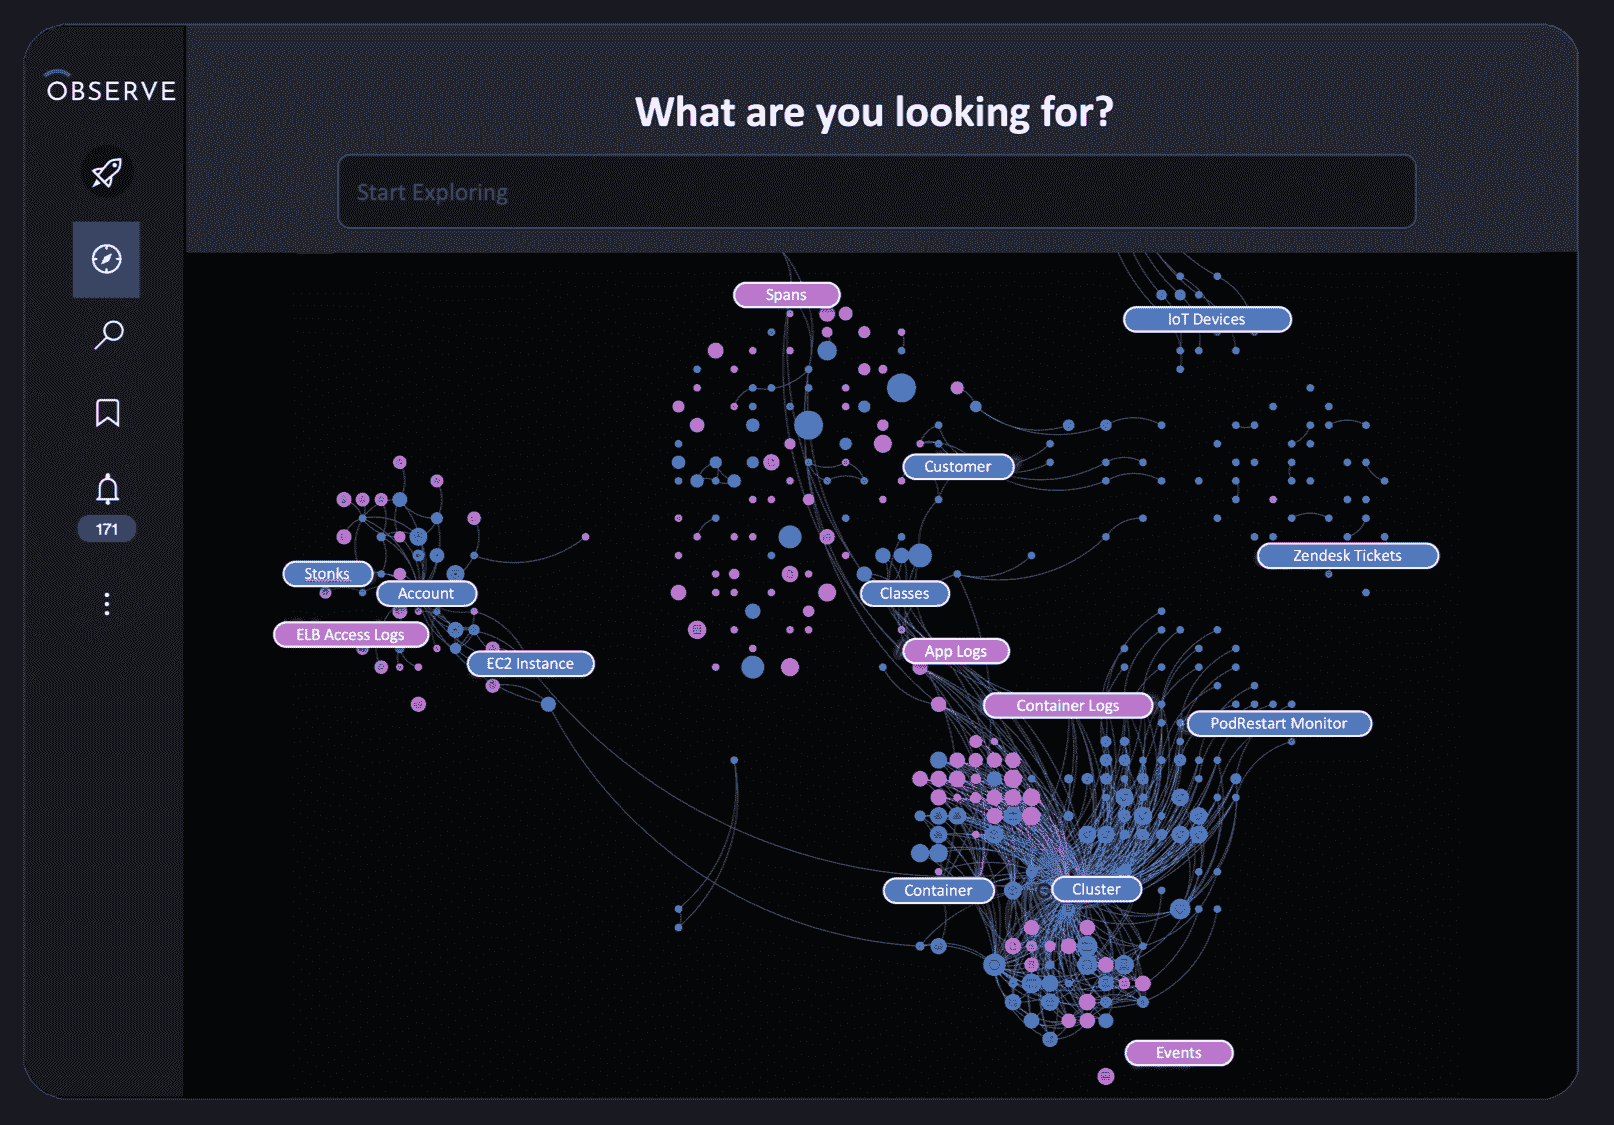 OBSERVE
What are you looking for?
Start Exploring
171
Spans
IoT Devices
Customer
Zendesk Tickets
Stonks
Account
Classes
ELB Access Logs
EC2 Instance
App Logs
Container Logs
PodRestart Monitor
Container
Cluster
Events